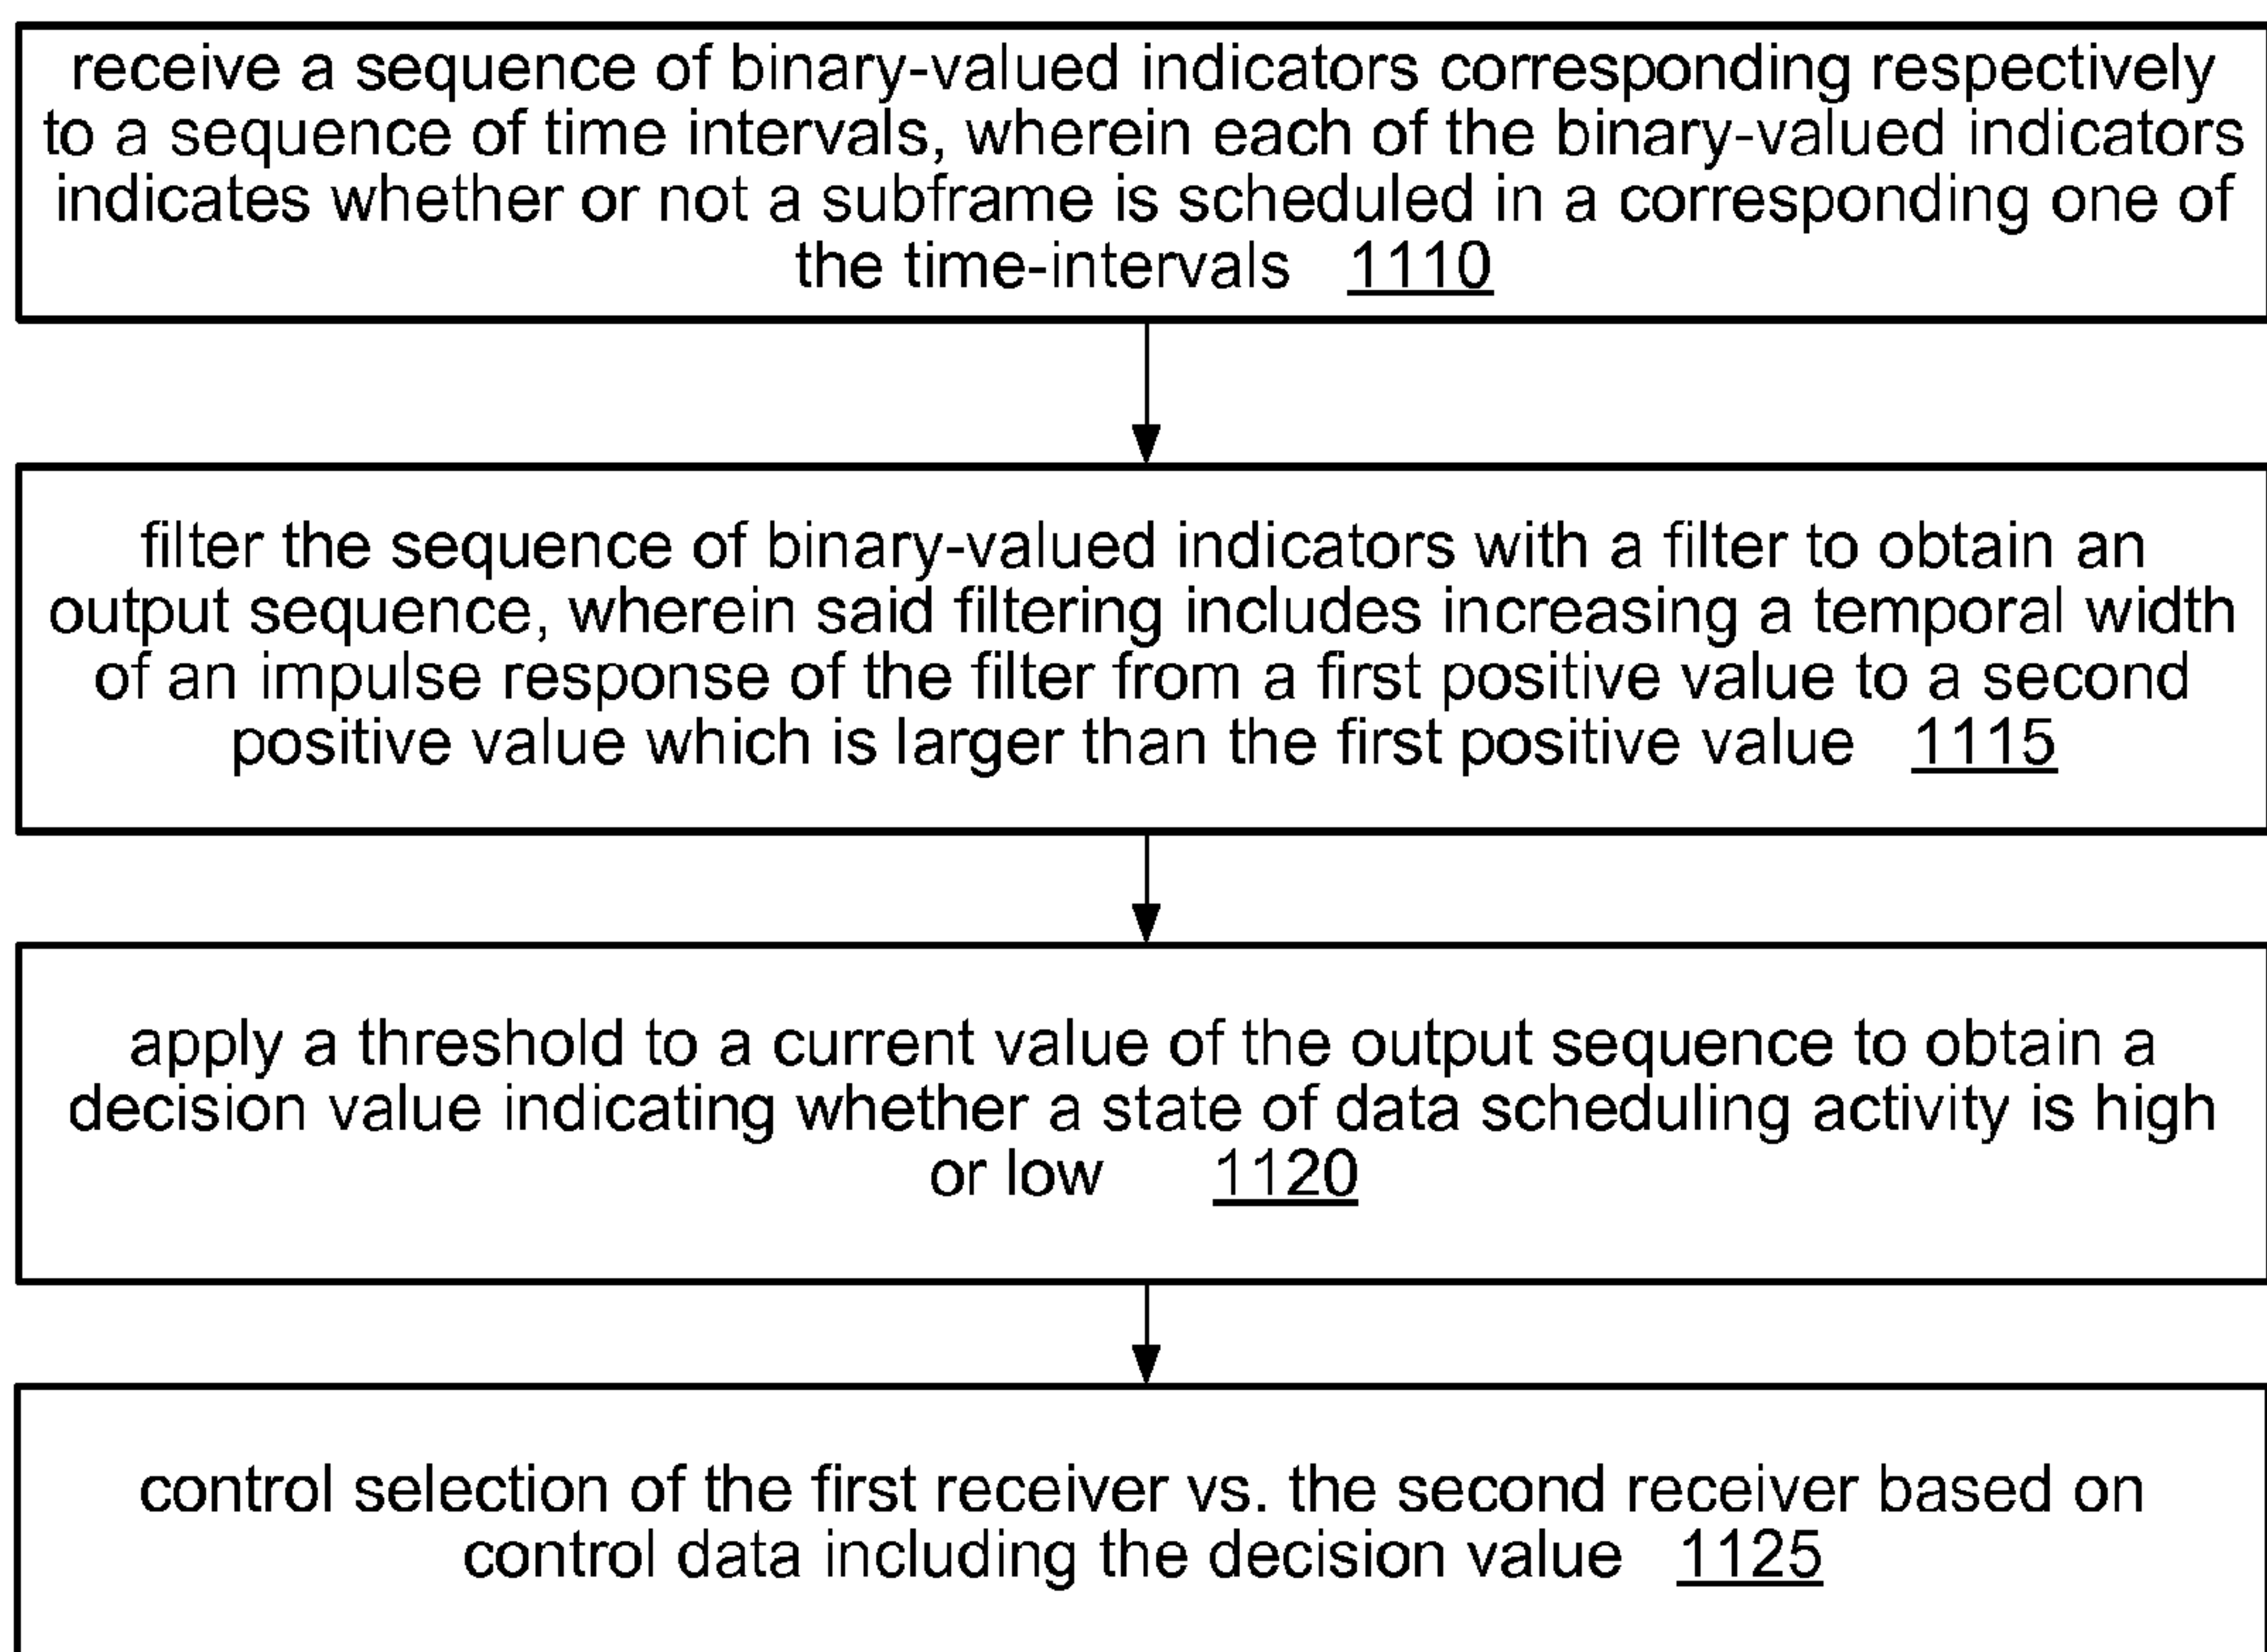 receive a sequence of binary-valued indicators corresponding respectively
to a sequence of time intervals, wherein each of the binary-valued indicators
indicates whether or not a subframe is scheduled in a corresponding one of
the time-intervals 1110
filter the sequence of binary-valued indicators with a filter to obtain an
output sequence, wherein said filtering includes increasing a temporal width
of an impulse response of the filter from a first positive value to a second
positive value which is larger than the first positive value 1115
apply a threshold to a current value of the output sequence to obtain a
decision value indicating whether a state of data scheduling activity is high
or low 1120
control selection of the first receiver vs. the second receiver based on
control data including the decision value 1125